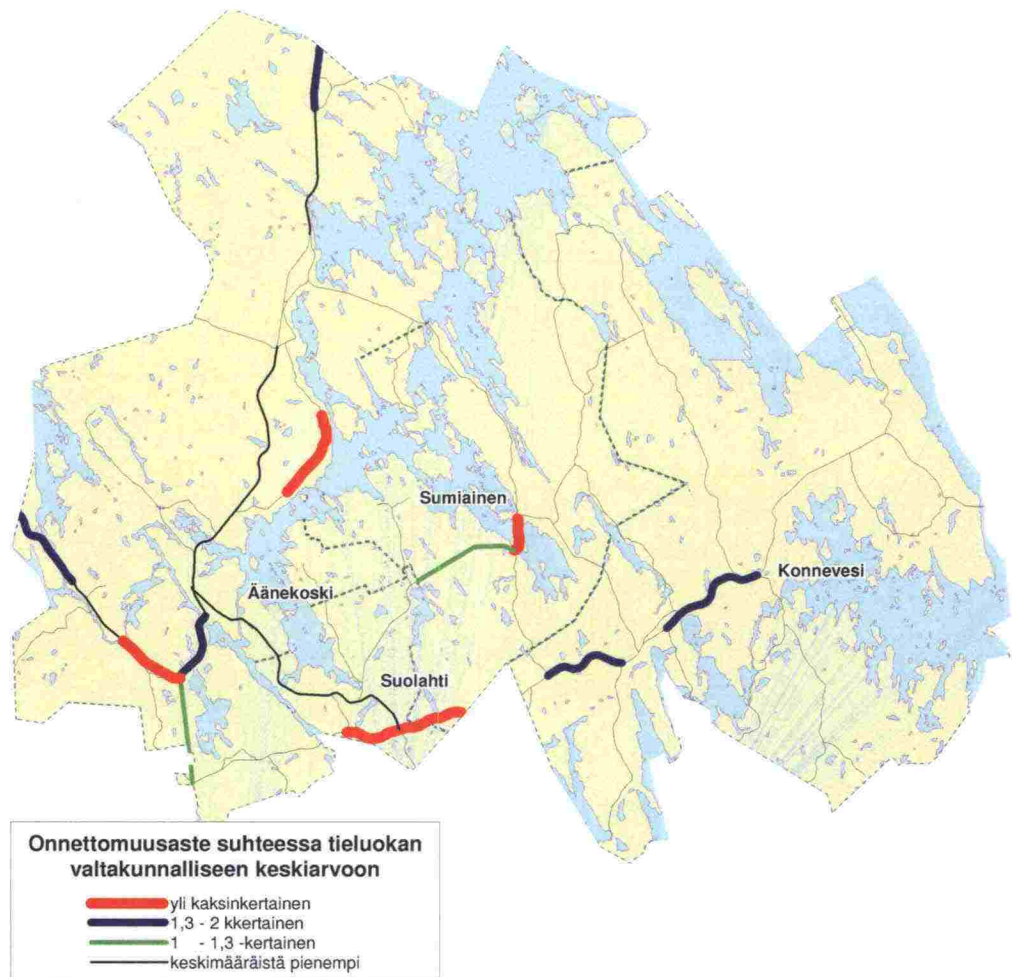 Sumiainen
Konnevesi
Äänekoski
Suolahti
Onnettomuusaste suhteessa tieluokan
valtakunnalliseen keskiarvoon
yli kaksinkertainen
1,3 - 2 kkertainen
1 - 1,3 -kertainen
keskimääräistä pienempi